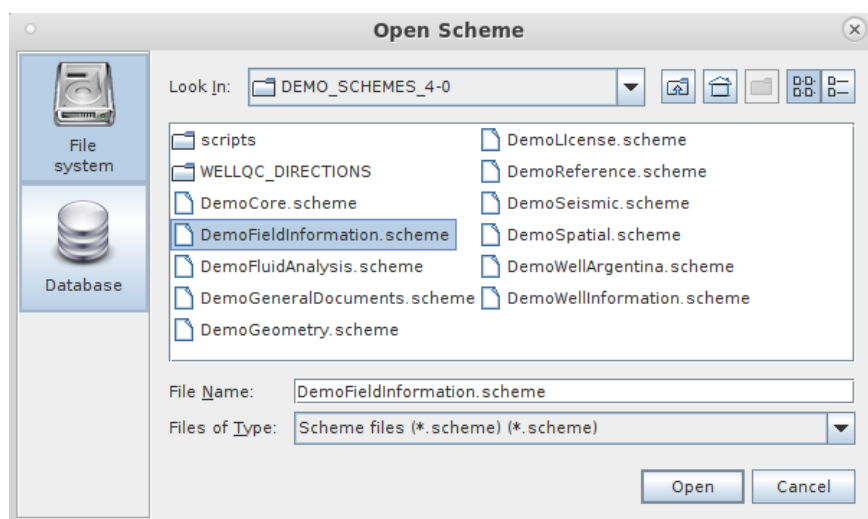 Open Scheme
File
system
Database
Look In: DEMO_SCHEMES_4-0
scripts
WELLQC_DIRECTIONS
DemoCore.scheme
DemoFieldInformation.scheme
DemoFluidAnalysis.scheme
DemoGeneralDocuments.scheme
DemoGeometry.scheme
DemoLIcense.scheme
DemoReference.scheme
DemoSeismic.scheme
DemoSpatial.scheme
DemoWellArgentina.scheme
DemoWellInformation.scheme
File Name: DemoFieldInformation.scheme
Files of Type: Scheme files (*.scheme) (*.scheme)
Open Cancel